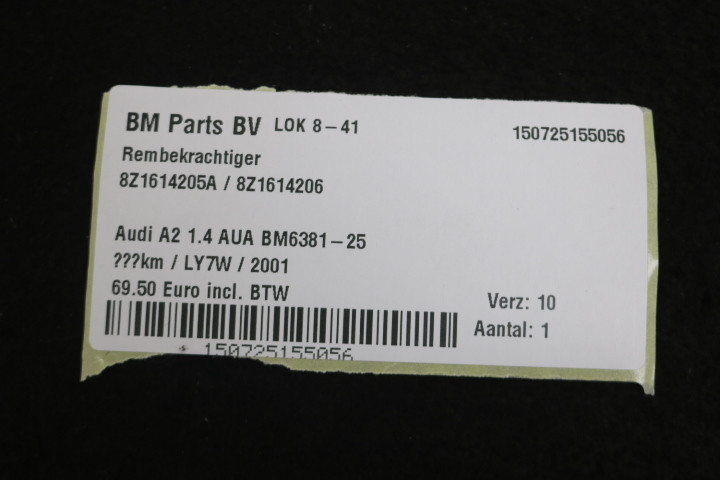 BM Parts BV LOK 8-41 150725155056
Rembekrachtiger
8Z1614205A / 8Z1614206
Audi A2 1.4 AUA BM6381-25
???km / LY7W / 2001
69.50 Euro incl. BTW
Verz: 10
Aantal: 1
* 150725155056